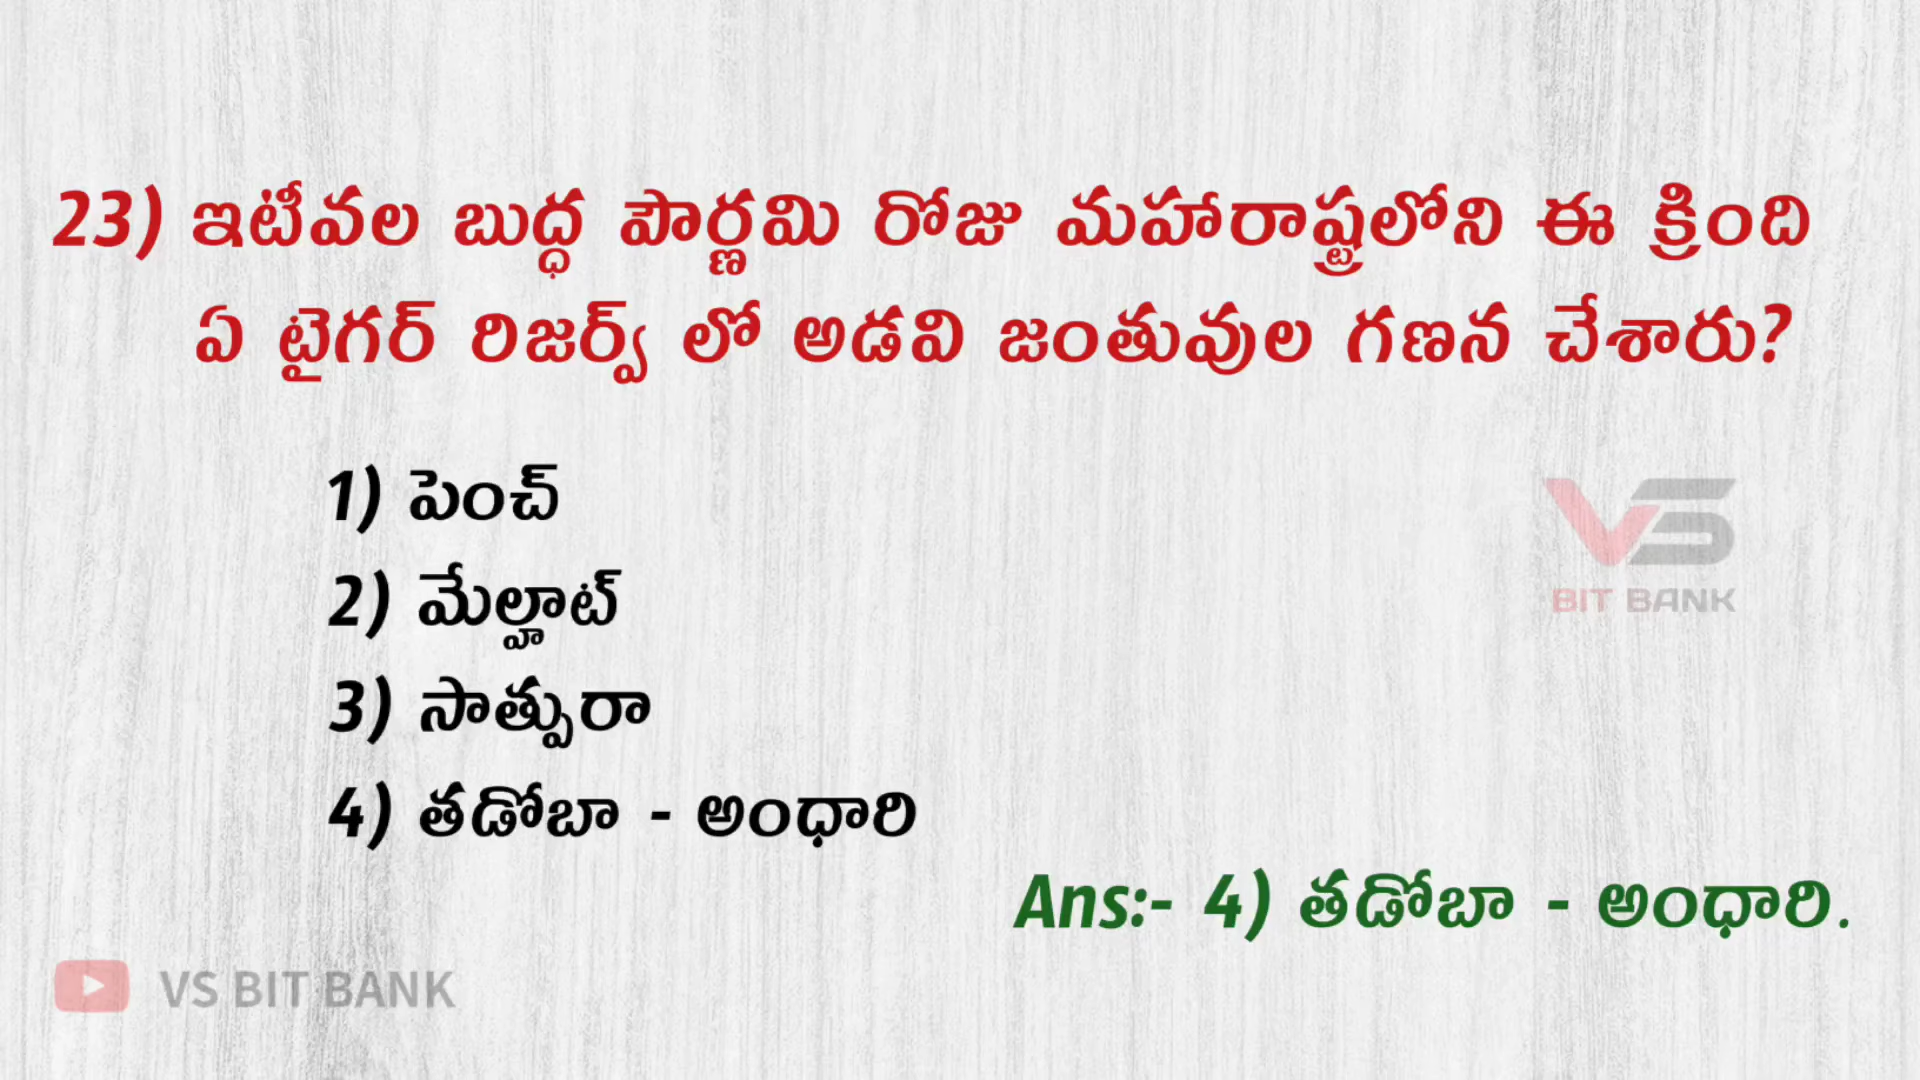 23) ఇటీవల బుద్ధ పౌర్ణమి రోజు మహారాష్ట్రలోని ఈ క్రింది
ఏ టైగర్ రిజర్వ్ లో అడవి జంతువుల గణన చేశారు?
1) పెంచ్
2) మేల్హాట్
3) సాత్పురా
4) తడోబా - అంధారి
VS
BIT BANK
Ans:- 4) తడోబా - అంధారి.
VS BIT BANK